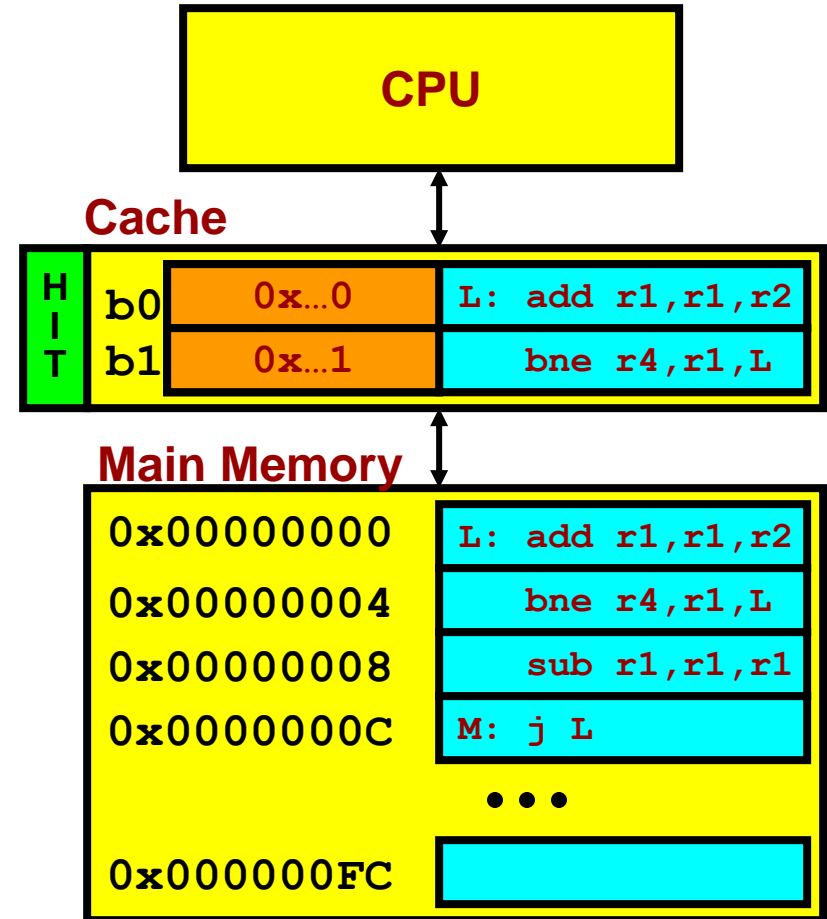 CPU
Cache
HIT
b0 0x…0 L: add r1,r1,r2
b1 0x…1 bne r4,r1,L
Main Memory
0x00000000 L: add r1,r1,r2
0x00000004 bne r4,r1,L
0x00000008 sub r1,r1,r1
0x0000000C M: j L
•••
0x000000FC